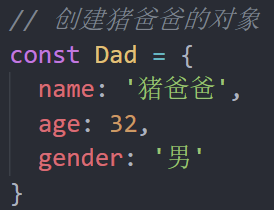 // 创建猪爸爸的对象
const Dad = {
  name: '猪爸爸',
  age: 32,
  gender: '男'
}